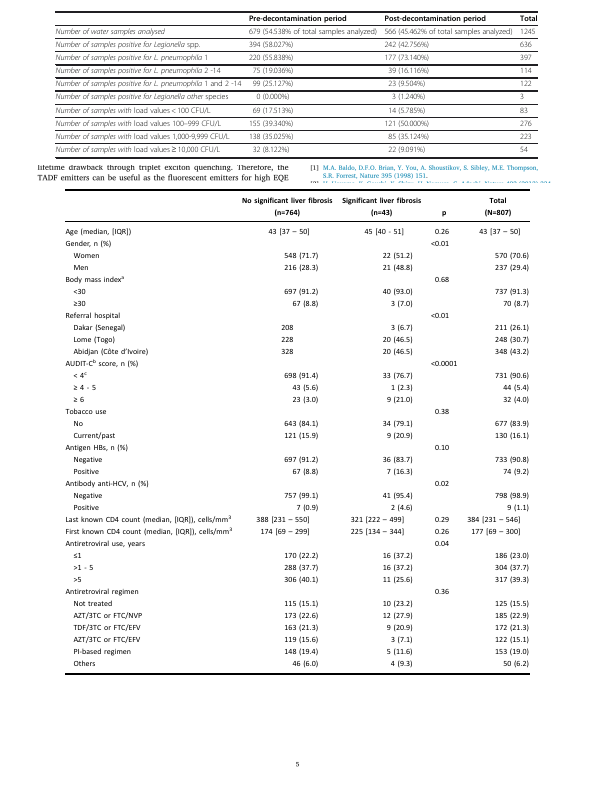 Pre-decontamination period Post-decontamination period Total
Number of water samples analysed 679 (54.538% of total samples analyzed) 566 (45.462% of total samples analyzed) 1245
Number of samples positive for Legionella spp. 394 (58.027%) 242 (42.756%) 636
Number of samples positive for L. pneumophila 1 220 (55.838%) 177 (73.140%) 397
Number of samples positive for L. pneumophila 2 -14 75 (19.036%) 39 (16.116%) 114
Number of samples positive for L. pneumophila 1 and 2 -14 99 (25.127%) 23 (9.504%) 122
Number of samples positive for Legionella other species 0 (0.000%) 3 (1.240%) 3
Number of samples with load values < 100 CFU/L 69 (17.513%) 14 (5.785%) 83
Number of samples with load values 100–999 CFU/L 155 (39.340%) 121 (50.000%) 276
Number of samples with load values 1,000-9,999 CFU/L 138 (35.025%) 85 (35.124%) 223
Number of samples with load values ≥ 10,000 CFU/L 32 (8.122%) 22 (9.091%) 54
lifetime drawback through triplet exciton quenching. Therefore, the
TADF emitters can be useful as the fluorescent emitters for high EQE
[1] M.A. Baldo, D.F.O. Brian, Y. You, A. Shoustikov, S. Sibley, M.E. Thompson,
S.R. Forrest, Nature 395 (1998) 151.
No significant liver fibrosis Significant liver fibrosis Total
(n=764) (n=43) p (N=807)
Age (median, [IQR]) 43 [37 – 50] 45 [40 - 51] 0.26 43 [37 – 50]
Gender, n (%) <0.01
Women 548 (71.7) 22 (51.2) 570 (70.6)
Men 216 (28.3) 21 (48.8) 237 (29.4)
Body mass indexᵃ 0.68
<30 697 (91.2) 40 (93.0) 737 (91.3)
≥30 67 (8.8) 3 (7.0) 70 (8.7)
Referral hospital <0.01
Dakar (Senegal) 208 3 (6.7) 211 (26.1)
Lome (Togo) 228 20 (46.5) 248 (30.7)
Abidjan (Côte d'Ivoire) 328 20 (46.5) 348 (43.2)
AUDIT-Cᵇ score, n (%) <0.0001
< 4ᶜ 698 (91.4) 33 (76.7) 731 (90.6)
≥ 4 - 5 43 (5.6) 1 (2.3) 44 (5.4)
≥ 6 23 (3.0) 9 (21.0) 32 (4.0)
Tobacco use 0.38
No 643 (84.1) 34 (79.1) 677 (83.9)
Current/past 121 (15.9) 9 (20.9) 130 (16.1)
Antigen HBs, n (%) 0.10
Negative 697 (91.2) 36 (83.7) 733 (90.8)
Positive 67 (8.8) 7 (16.3) 74 (9.2)
Antibody anti-HCV, n (%) 0.02
Negative 757 (99.1) 41 (95.4) 798 (98.9)
Positive 7 (0.9) 2 (4.6) 9 (1.1)
Last known CD4 count (median, [IQR]), cells/mm³ 388 [231 – 550] 321 [222 – 499] 0.29 384 [231 – 546]
First known CD4 count (median, [IQR]), cells/mm³ 174 [69 – 299] 225 [134 – 344] 0.26 177 [69 – 300]
Antiretroviral use, years 0.04
≤1 170 (22.2) 16 (37.2) 186 (23.0)
>1 - 5 288 (37.7) 16 (37.2) 304 (37.7)
>5 306 (40.1) 11 (25.6) 317 (39.3)
Antiretroviral regimen 0.36
Not treated 115 (15.1) 10 (23.2) 125 (15.5)
AZT/3TC or FTC/NVP 173 (22.6) 12 (27.9) 185 (22.9)
TDF/3TC or FTC/EFV 163 (21.3) 9 (20.9) 172 (21.3)
AZT/3TC or FTC/EFV 119 (15.6) 3 (7.1) 122 (15.1)
PI-based regimen 148 (19.4) 5 (11.6) 153 (19.0)
Others 46 (6.0) 4 (9.3) 50 (6.2)
5